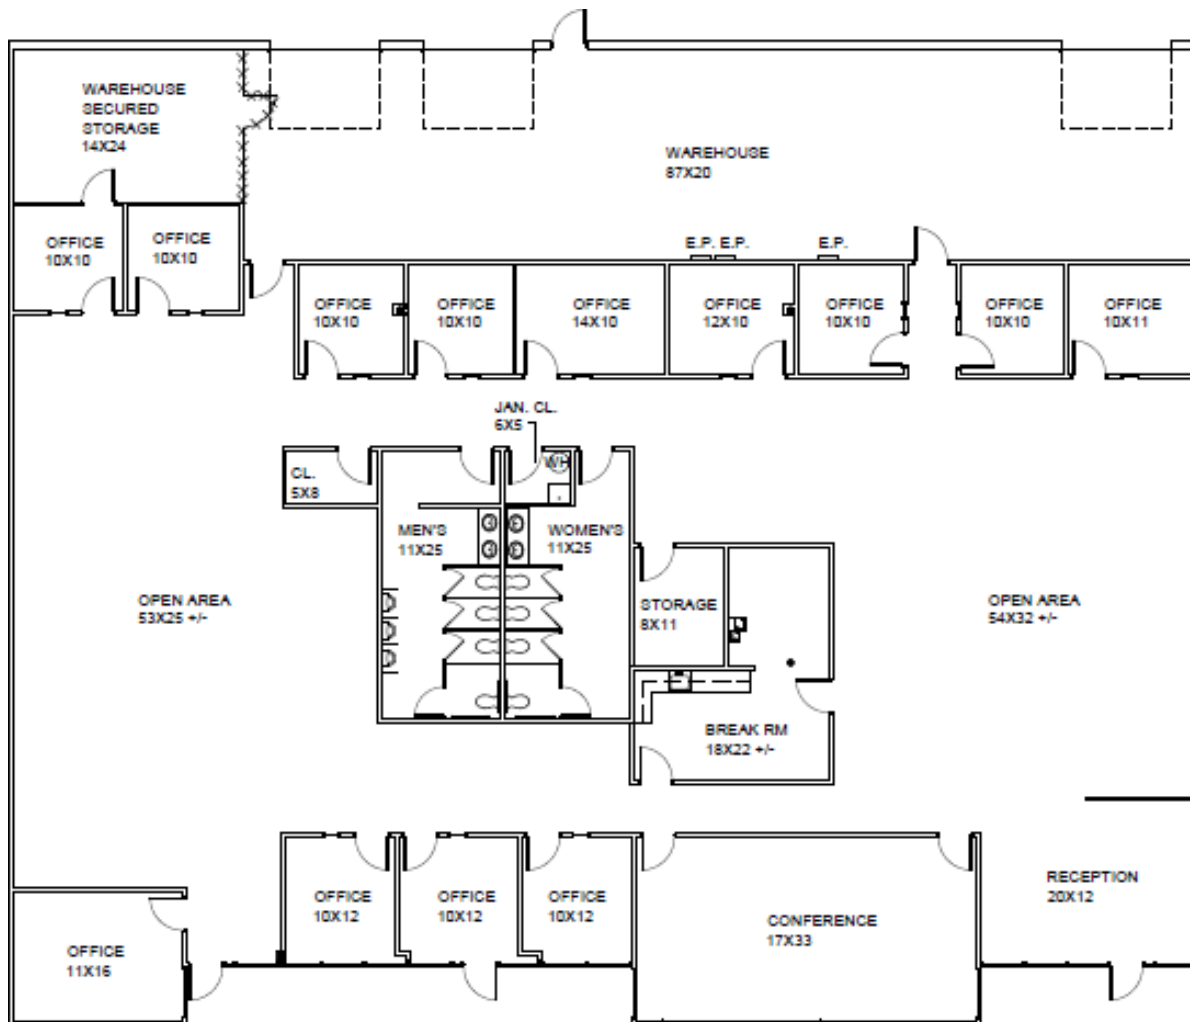 WAREHOUSE
SECURED
STORAGE
14X24
WAREHOUSE
87X20
OFFICE
10X10
OFFICE
10X10
E.P. E.P.
E.P.
OFFICE
10X10
OFFICE
10X10
OFFICE
14X10
OFFICE
12X10
OFFICE
10X10
OFFICE
10X10
OFFICE
10X11
JAN. CL.
6X5
WH
CL.
5X8
MEN'S
11X25
WOMEN'S
11X25
OPEN AREA
53X25 +/-
STORAGE
8X11
OPEN AREA
54X32 +/-
BREAK RM
18X22 +/-
OFFICE
10X12
OFFICE
10X12
OFFICE
10X12
CONFERENCE
17X33
RECEPTION
20X12
OFFICE
11X16